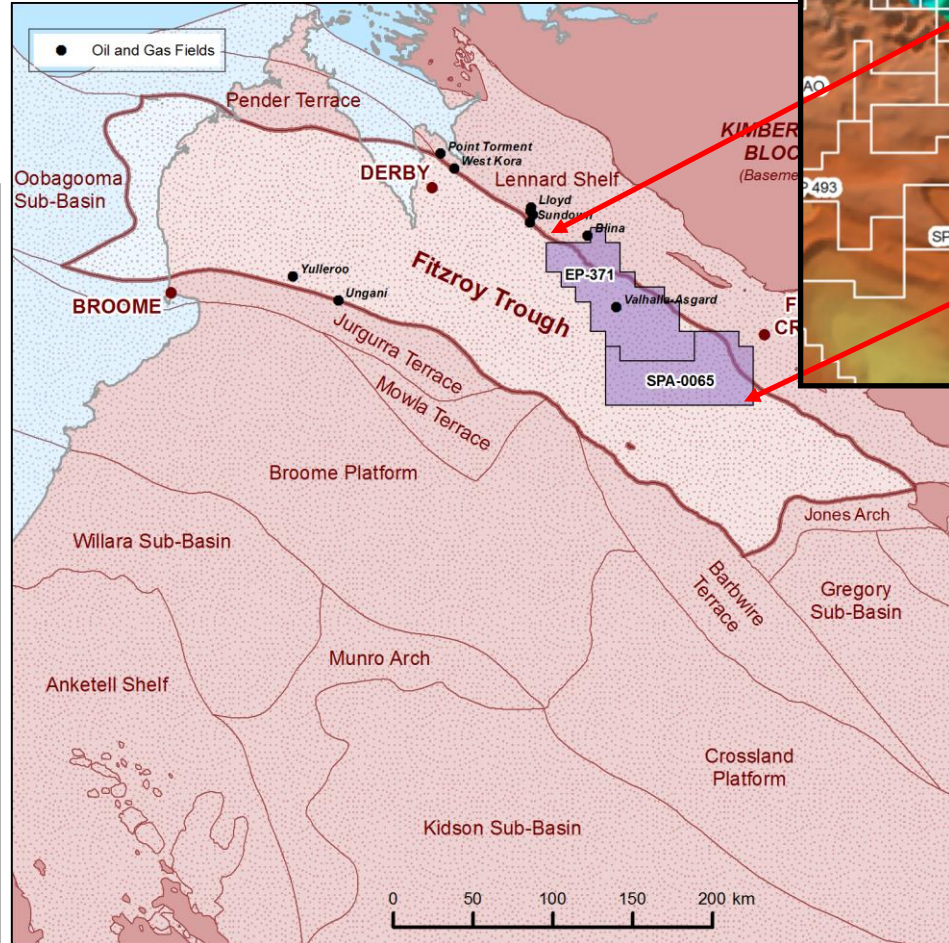 Oil and Gas Fields
Pender Terrace
KIMBER
BLOC
(Baseme
Point Torment
West Kora
DERBY
Lennard Shelf
Oobagooma
Sub-Basin
Lloyd
Sundown
Blina
EP-371
Yulleroo
BROOME
Ungani
Fitzroy Trough
Valhalla-Asgard
F
CR
Jurgurra Terrace
Mowla Terrace
SPA-0065
Broome Platform
Jones Arch
Willara Sub-Basin
Barbwire
Terrace
Gregory
Sub-Basin
Munro Arch
Anketell Shelf
Crossland
Platform
Kidson Sub-Basin
0 50 100 150 200 km
AO
P 493
SP